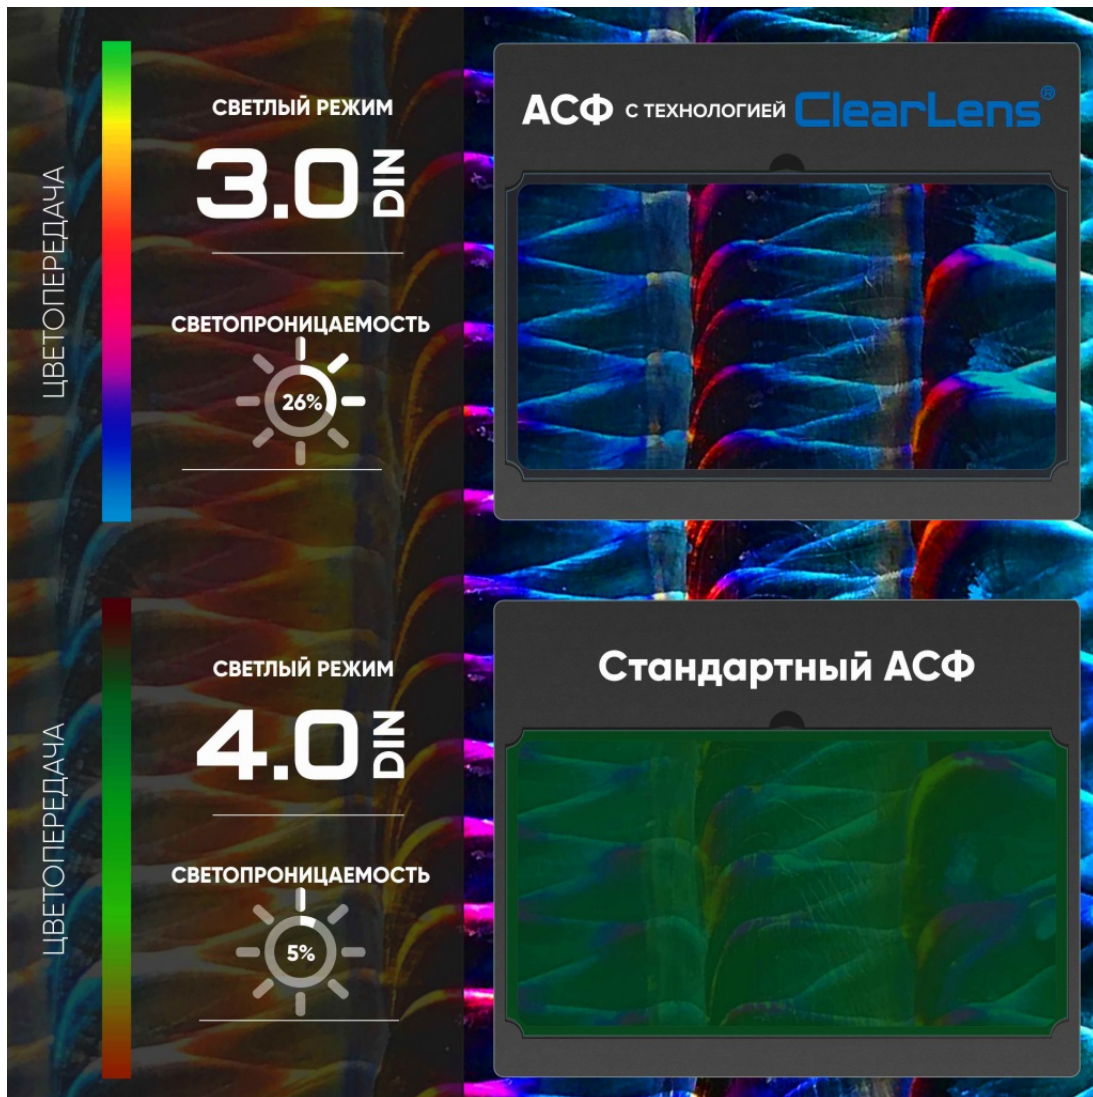 СВЕТЛЫЙ РЕЖИМ
3.0 DIN
ЦВЕТОПЕРЕДАЧА
СВЕТОПРОНИЦАЕМОСТЬ
26%
АСФ С ТЕХНОЛОГИЕЙ ClearLens®
СВЕТЛЫЙ РЕЖИМ
4.0 DIN
ЦВЕТОПЕРЕДАЧА
СВЕТОПРОНИЦАЕМОСТЬ
5%
Стандартный АСФ